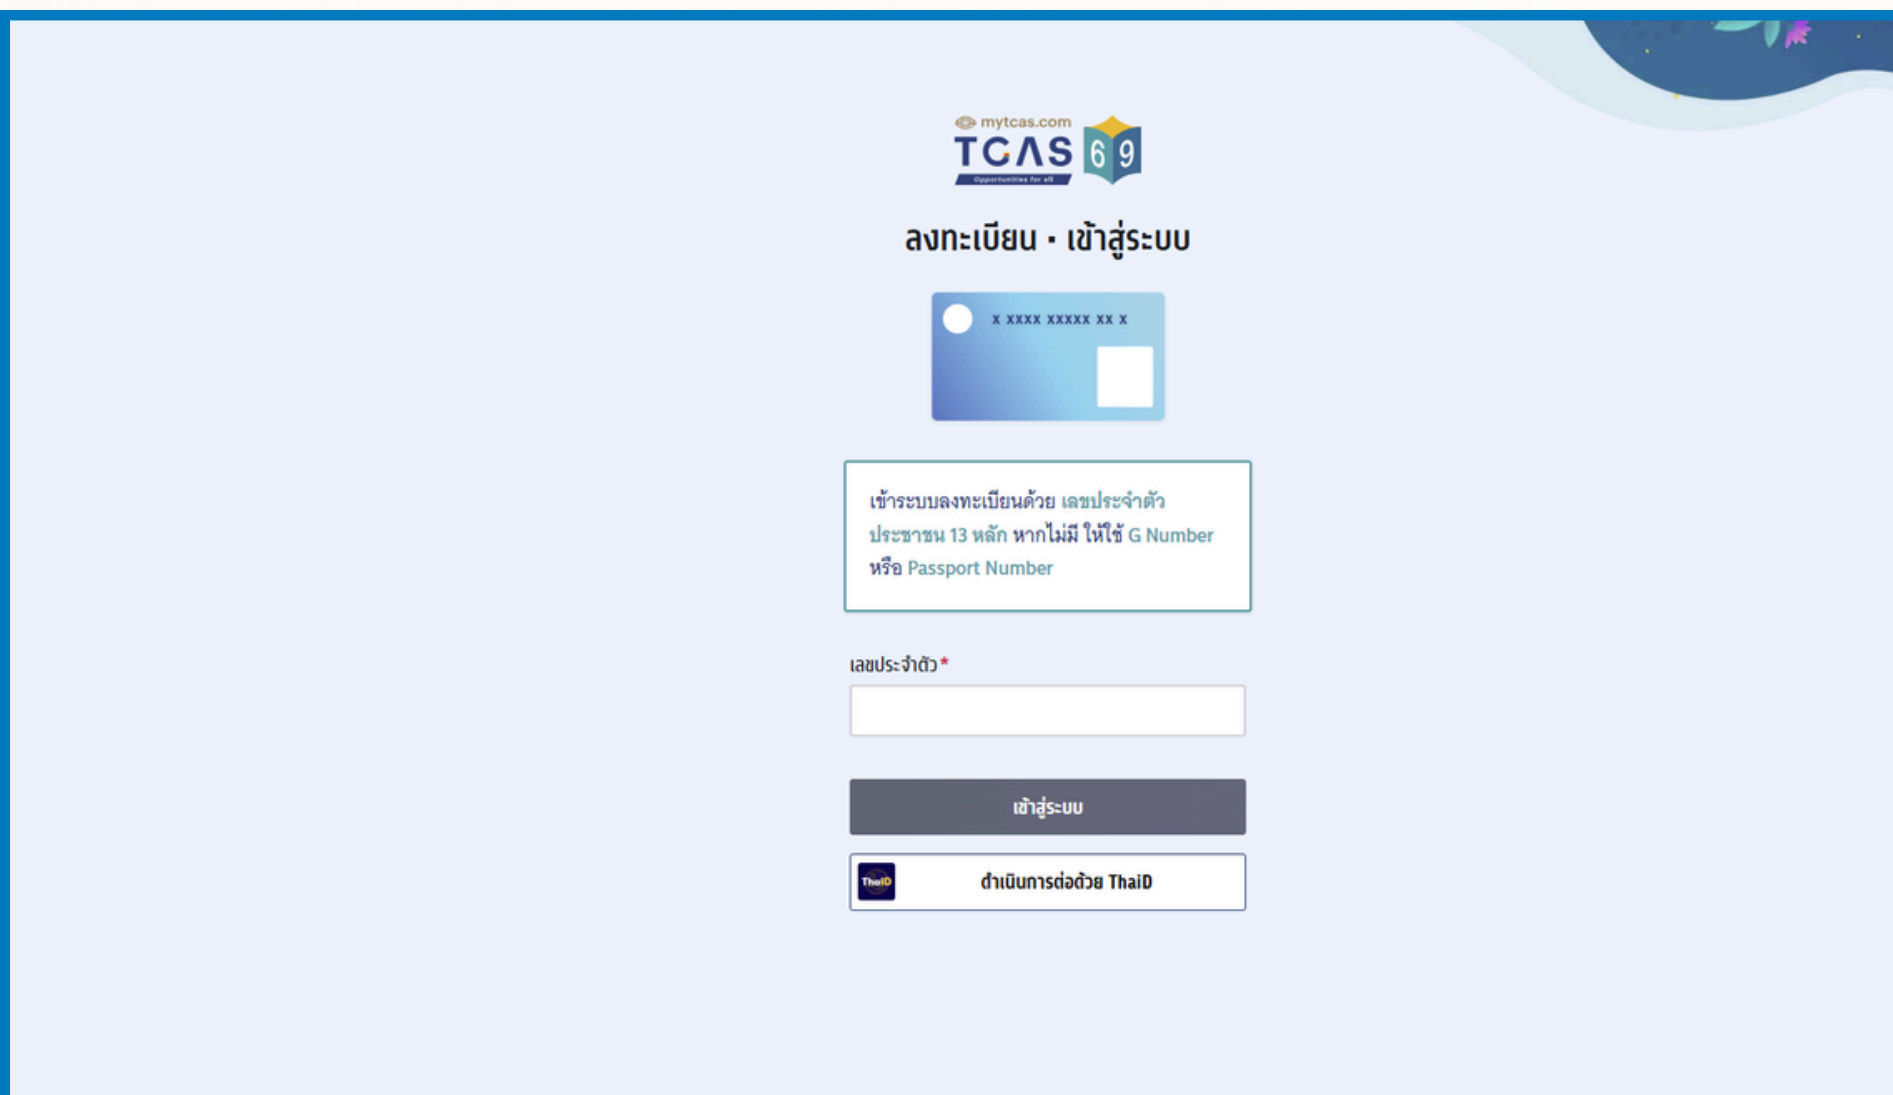 mytcas.com
TCAS 69
Opportunities for all
ลงทะเบียน · เข้าสู่ระบบ
x xxxx xxxxx xx x
เข้าระบบลงทะเบียนด้วย เลขประจำตัว
ประชาชน 13 หลัก หากไม่มี ให้ใช้ G Number
หรือ Passport Number
เลขประจำตัว*
เข้าสู่ระบบ
ThaiD
ดำเนินการต่อด้วย ThaiD